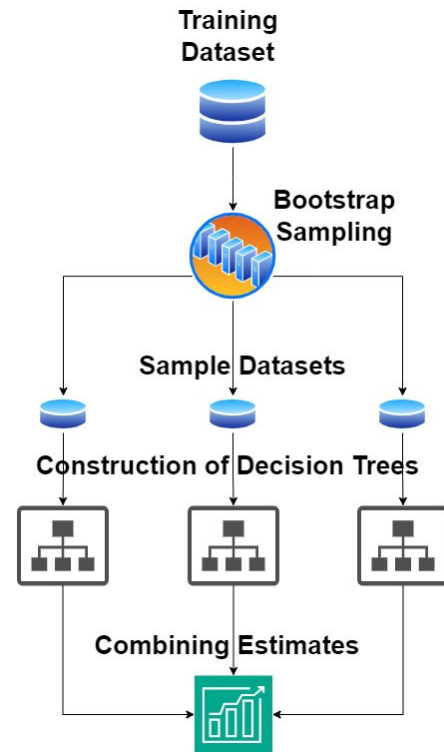 Training
Dataset
Bootstrap
Sampling
Sample Datasets
Construction of Decision Trees
Combining Estimates